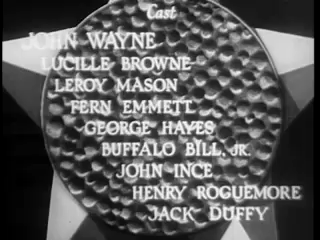 Cast
JOHN WAYNE
LUCILLE BROWNE
LEROY MASON
FERN EMMETT
GEORGE HAYES
BUFFALO BILL, JR.
JOHN INCE
HENRY ROGUEMORE
JACK DUFFY